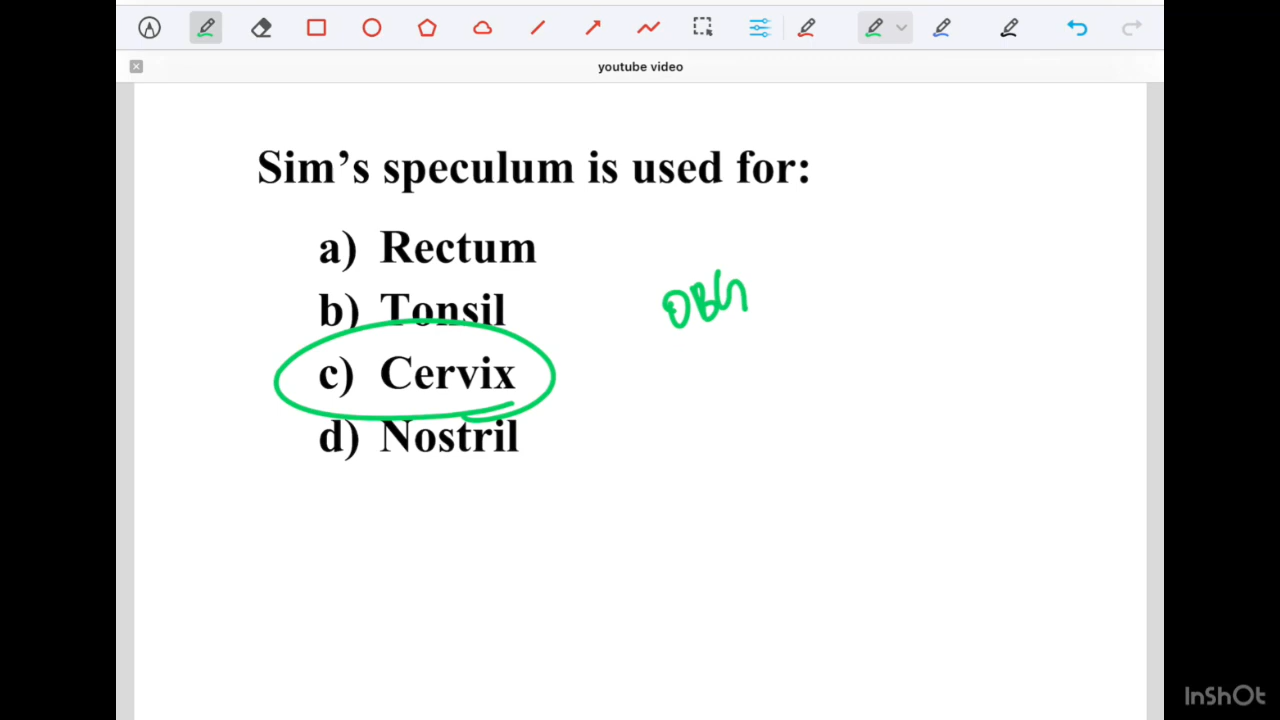 youtube video
Sim's speculum is used for:
a) Rectum
b) Tonsil
OBG
c) Cervix
d) Nostril
InShOt